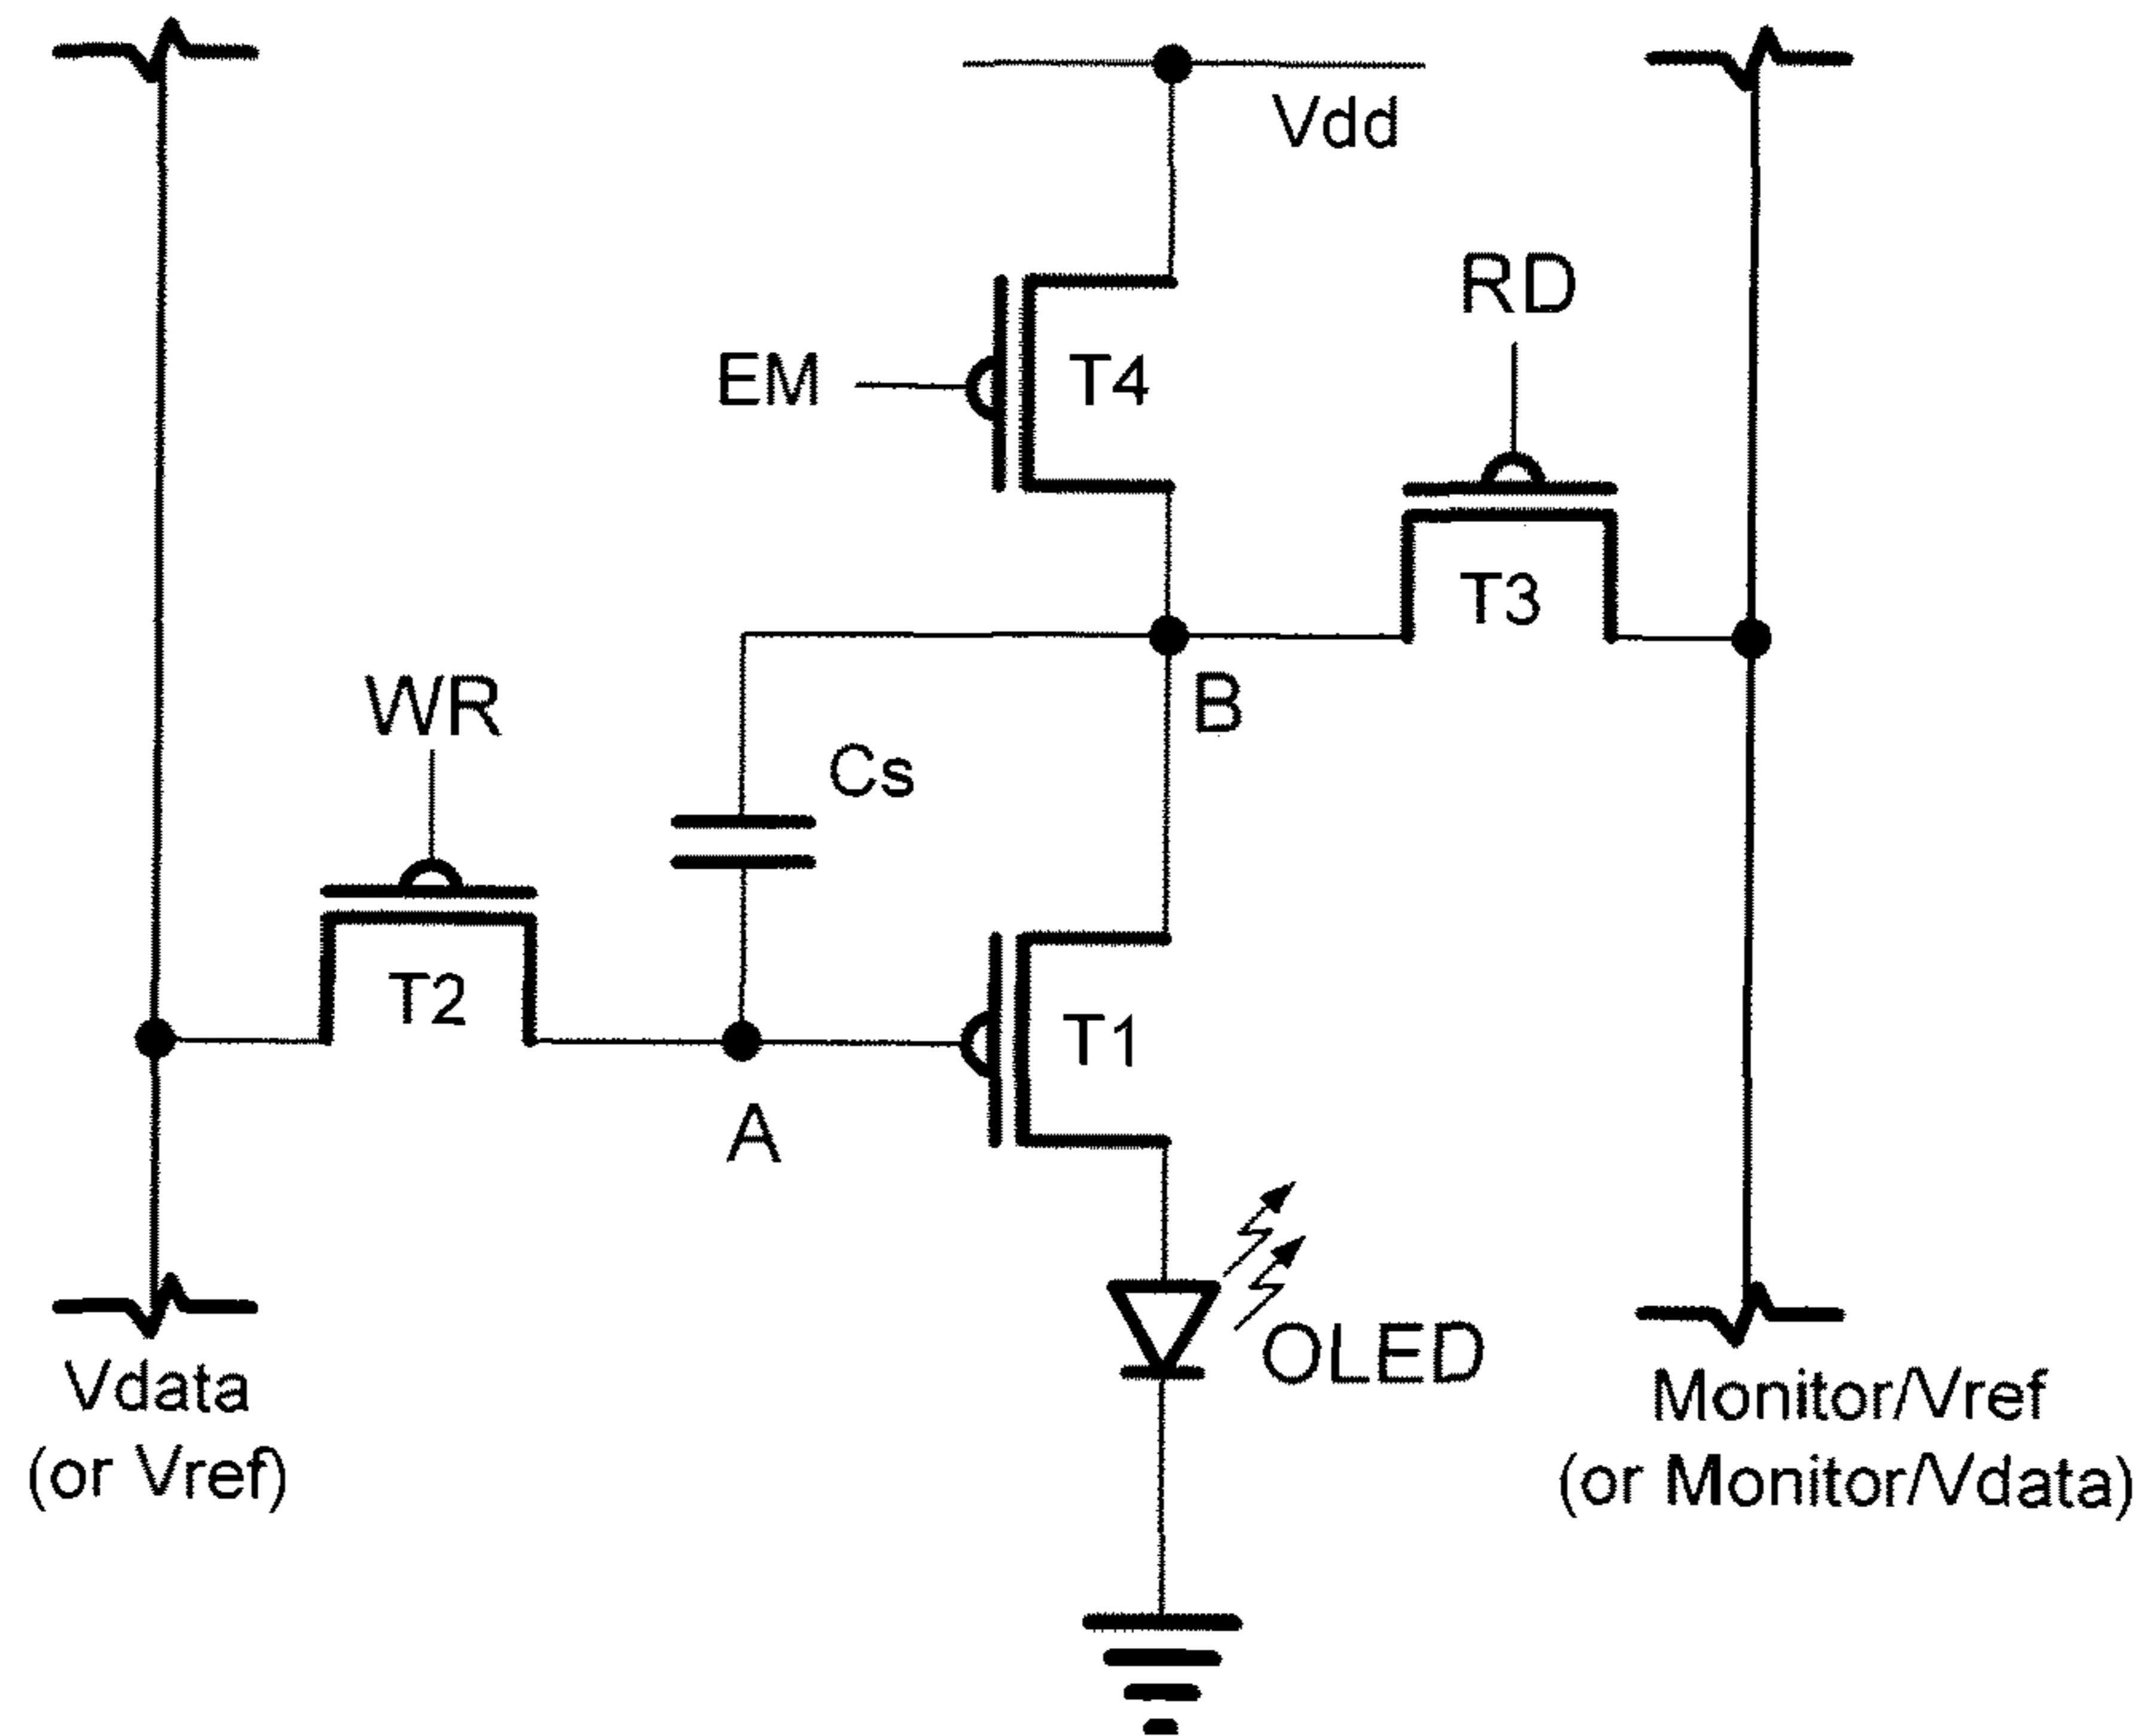 Vdd
RD
EM
T4
T3
WR
B
Cs
T2
T1
A
OLED
Vdata
(or Vref)
Monitor/Vref
(or Monitor/Vdata)